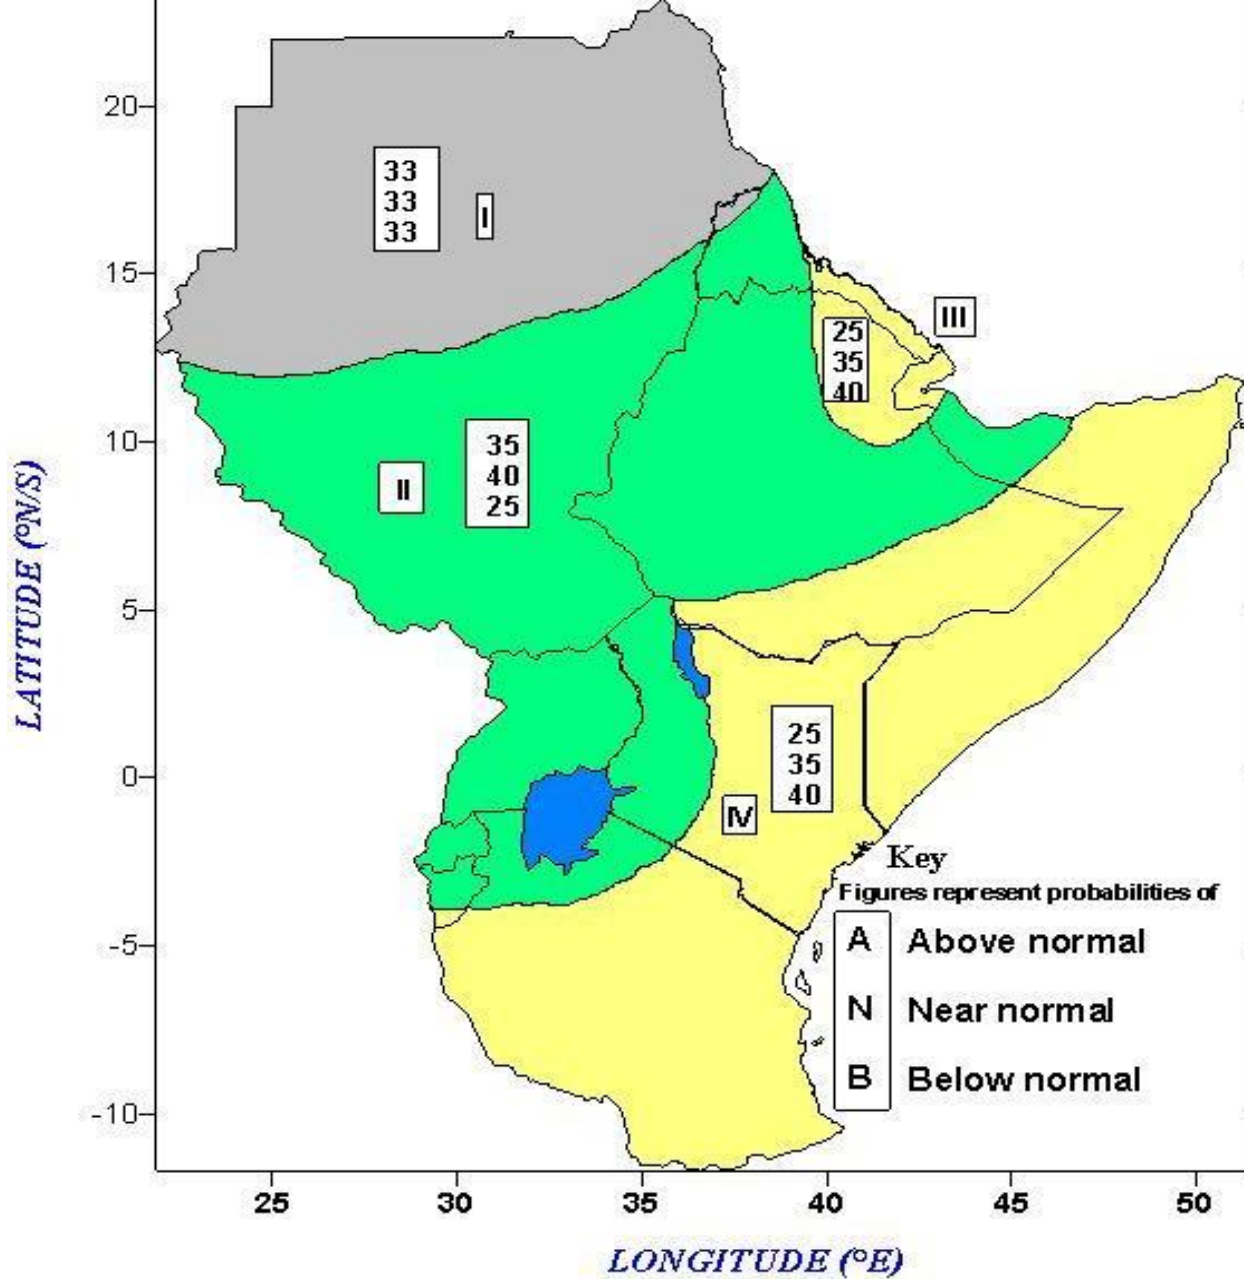 20
15
10
5
0
-5
-10
LATITUDE (°N/S)
33
33
33
I
III
25
35
40
II
35
40
25
25
35
40
IV
Key
Figures represent probabilities of
A Above normal
N Near normal
B Below normal
25 30 35 40 45 50
LONGITUDE (°E)